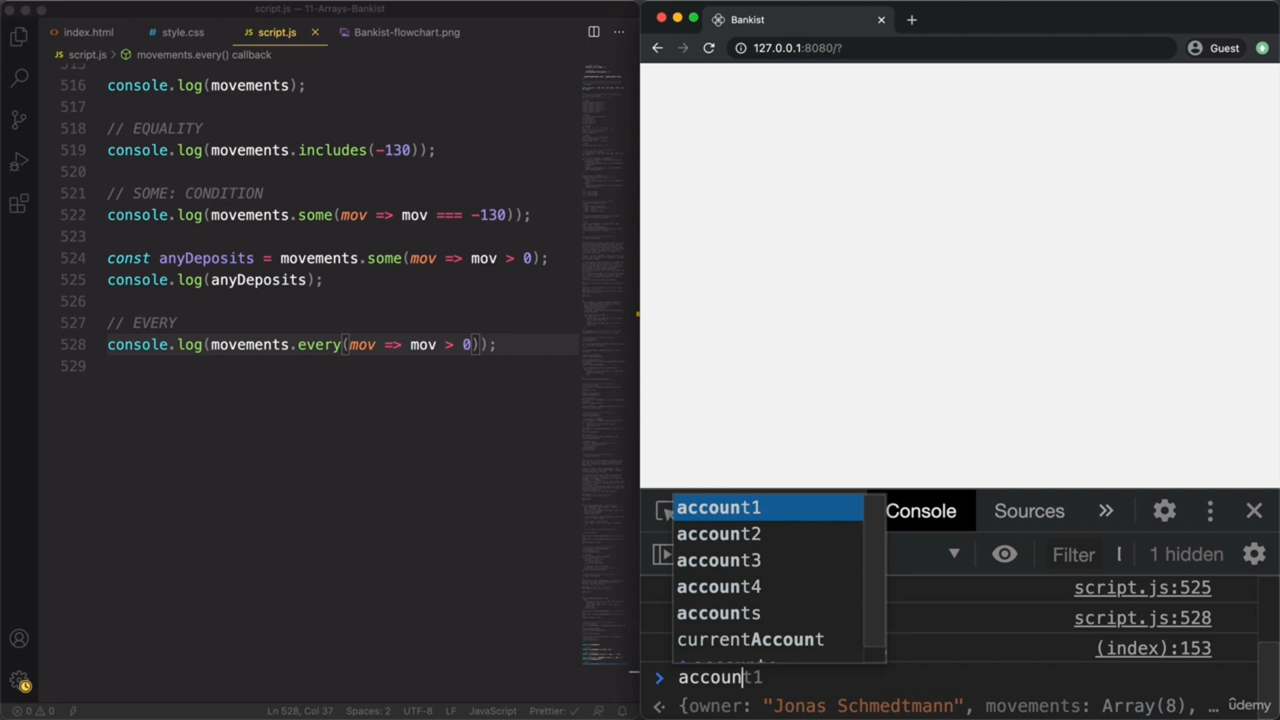 script.js — 11-Arrays-Bankist
index.html
style.css
JS script.js
Bankist-flowchart.png
JS script.js > movements.every() callback
515
516 console.log(movements);
517
518 // EQUALITY
519 console.log(movements.includes(-130));
520
521 // SOME: CONDITION
522 console.log(movements.some(mov => mov === -130));
523
524 const anyDeposits = movements.some(mov => mov > 0);
525 console.log(anyDeposits);
526
527 // EVERY
528 console.log(movements.every(mov => mov > 0));
529
0 0
Ln 528, Col 37
Spaces: 2
UTF-8
LF
JavaScript
Prettier: ✓
Bankist
127.0.0.1:8080/?
Guest
Console
Sources
Filter
1 hidden
script.js:525
script.js:528
(index):153
account1
account2
account3
account4
accounts
currentAccount
> account1
{owner: "Jonas Schmedtmann", movements: Array(8), …
ûdemy